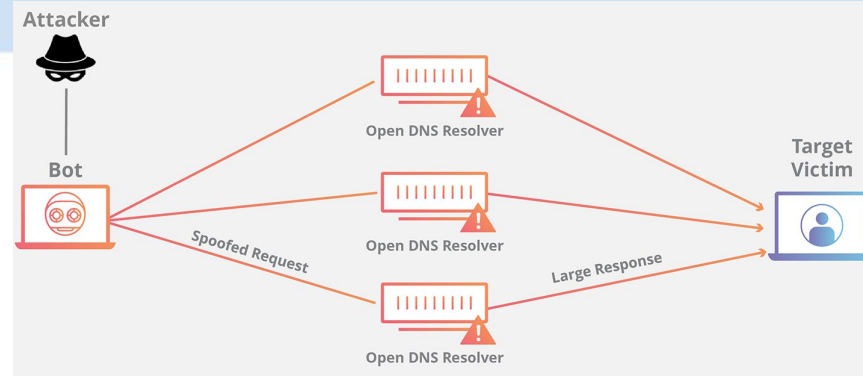 Attacker
Bot
Open DNS Resolver
Open DNS Resolver
Spoofed Request
Open DNS Resolver
Large Response
Target
Victim